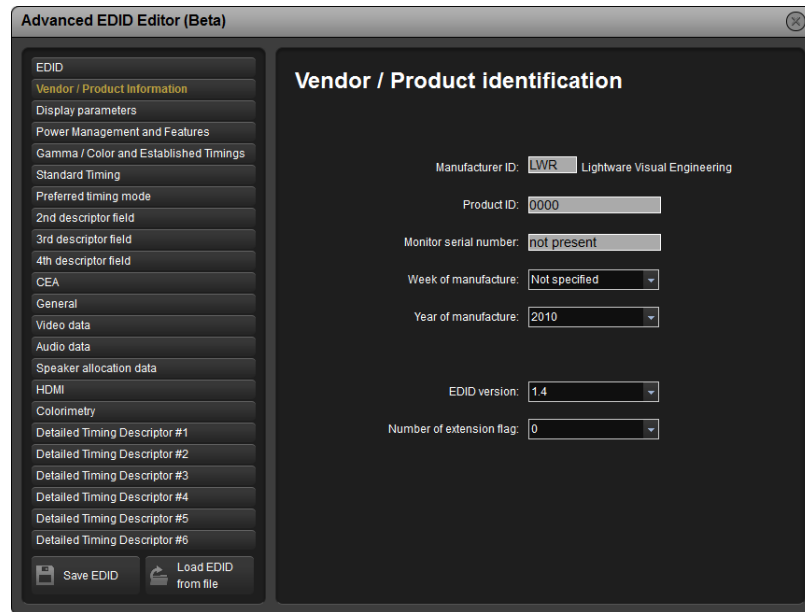 Advanced EDID Editor (Beta)
EDID
Vendor / Product Information
Display parameters
Power Management and Features
Gamma / Color and Established Timings
Standard Timing
Preferred timing mode
2nd descriptor field
3rd descriptor field
4th descriptor field
CEA
General
Video data
Audio data
Speaker allocation data
HDMI
Colorimetry
Detailed Timing Descriptor #1
Detailed Timing Descriptor #2
Detailed Timing Descriptor #3
Detailed Timing Descriptor #4
Detailed Timing Descriptor #5
Detailed Timing Descriptor #6
Save EDID
Load EDID
from file
Vendor / Product identification
Manufacturer ID: LWR Lightware Visual Engineering
Product ID: 0000
Monitor serial number: not present
Week of manufacture: Not specified
Year of manufacture: 2010
EDID version: 1.4
Number of extension flag: 0